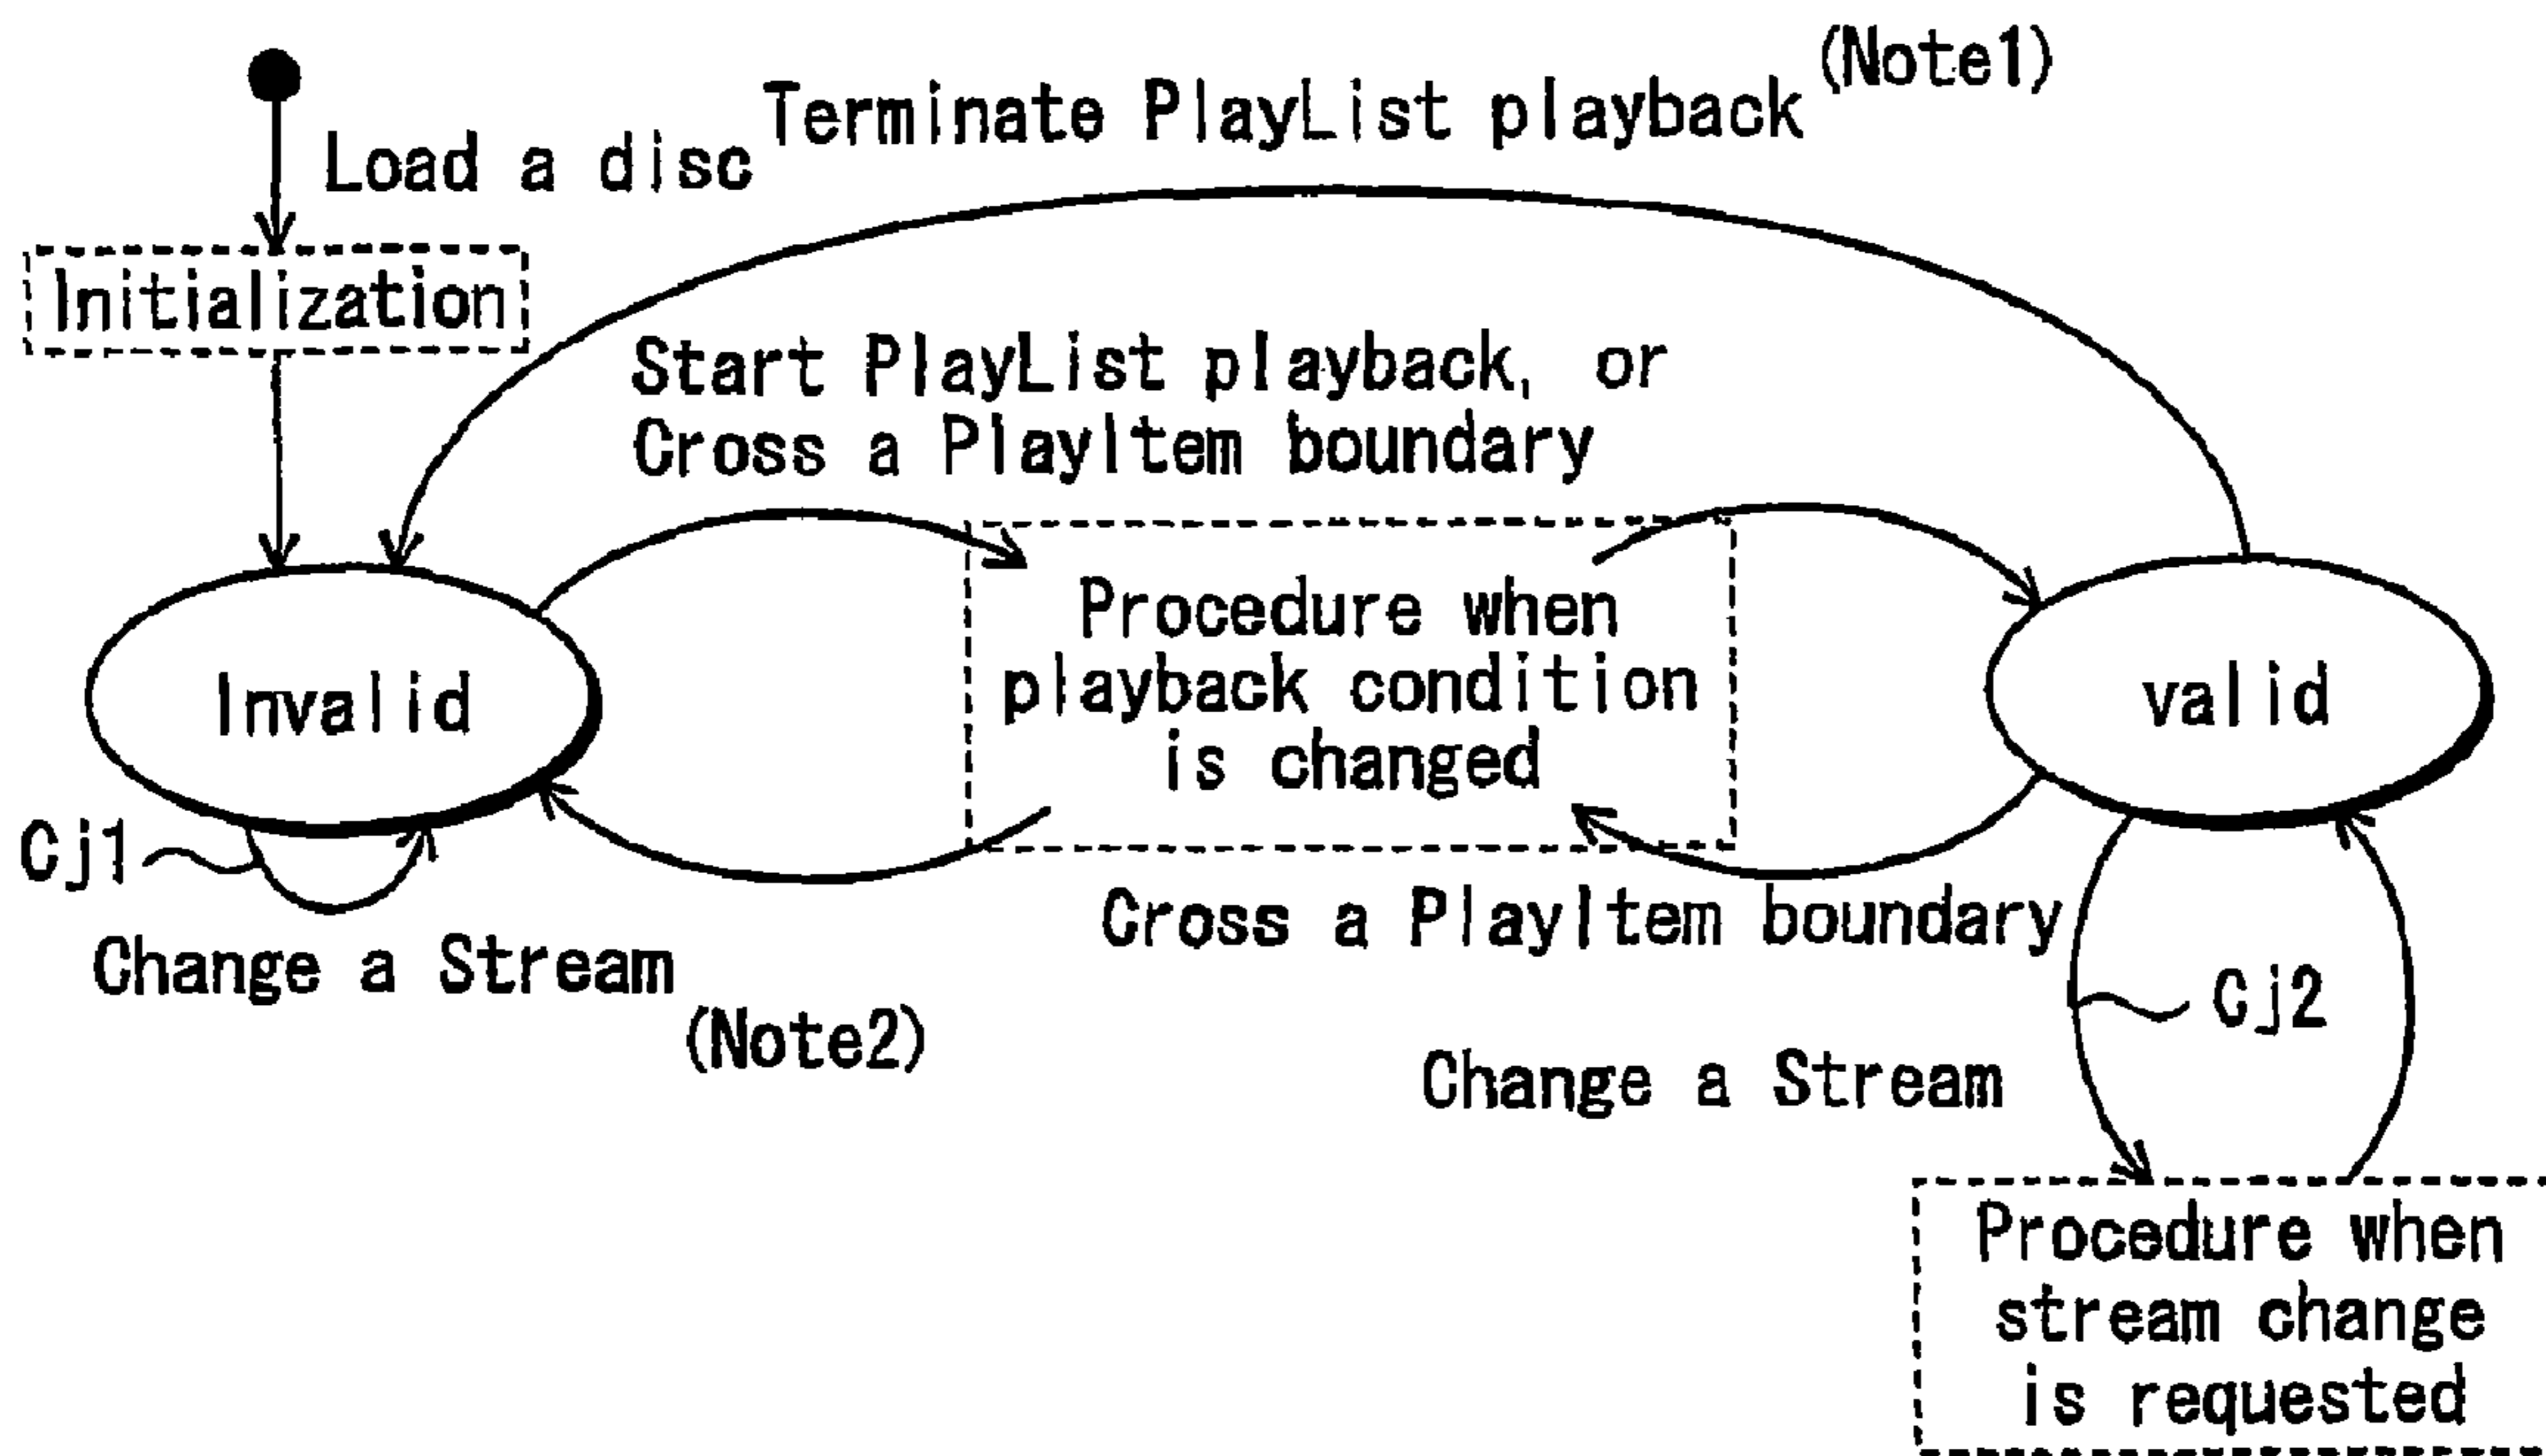 (Note1)
Terminate PlayList playback
Load a disc
Initialization
Start PlayList playback, or
Cross a PlayItem boundary
Procedure when
playback condition
is changed
Invalid
valid
Cj1
Change a Stream
(Note2)
Cross a PlayItem boundary
Cj2
Change a Stream
Procedure when
stream change
is requested